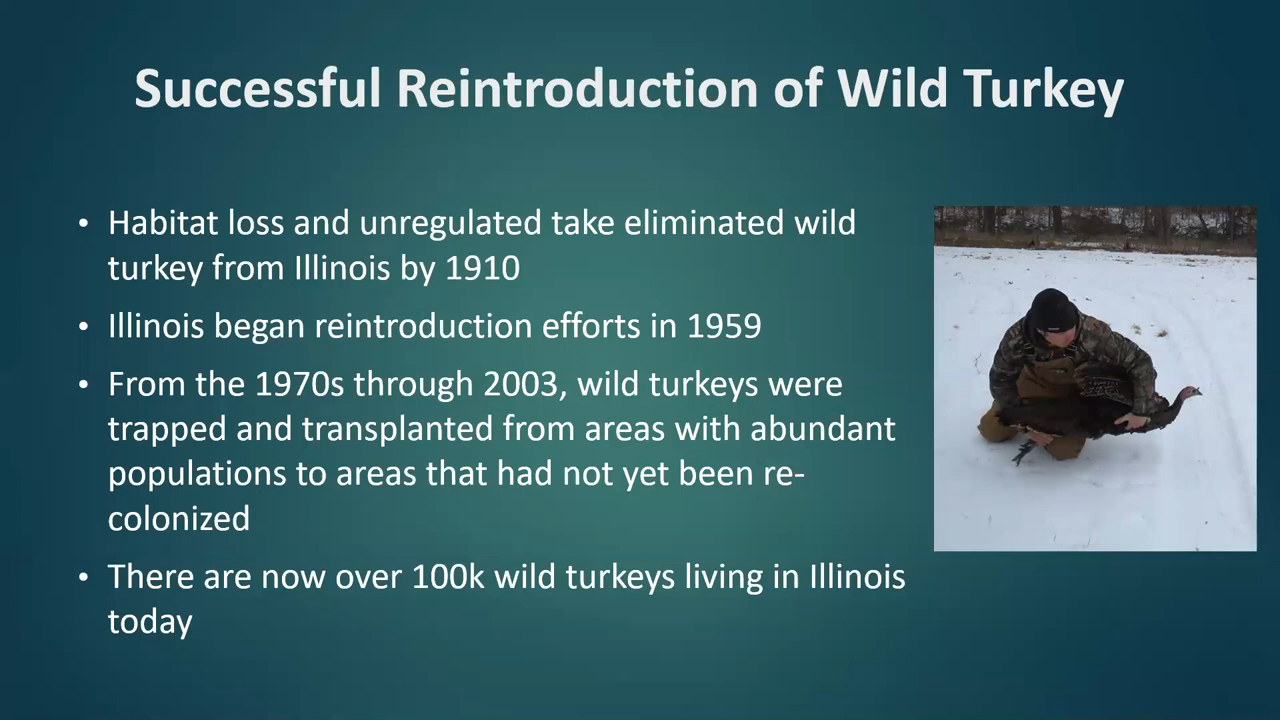 Successful Reintroduction of Wild Turkey
• Habitat loss and unregulated take eliminated wild
turkey from Illinois by 1910
• Illinois began reintroduction efforts in 1959
• From the 1970s through 2003, wild turkeys were
trapped and transplanted from areas with abundant
populations to areas that had not yet been re-
colonized
• There are now over 100k wild turkeys living in Illinois
today